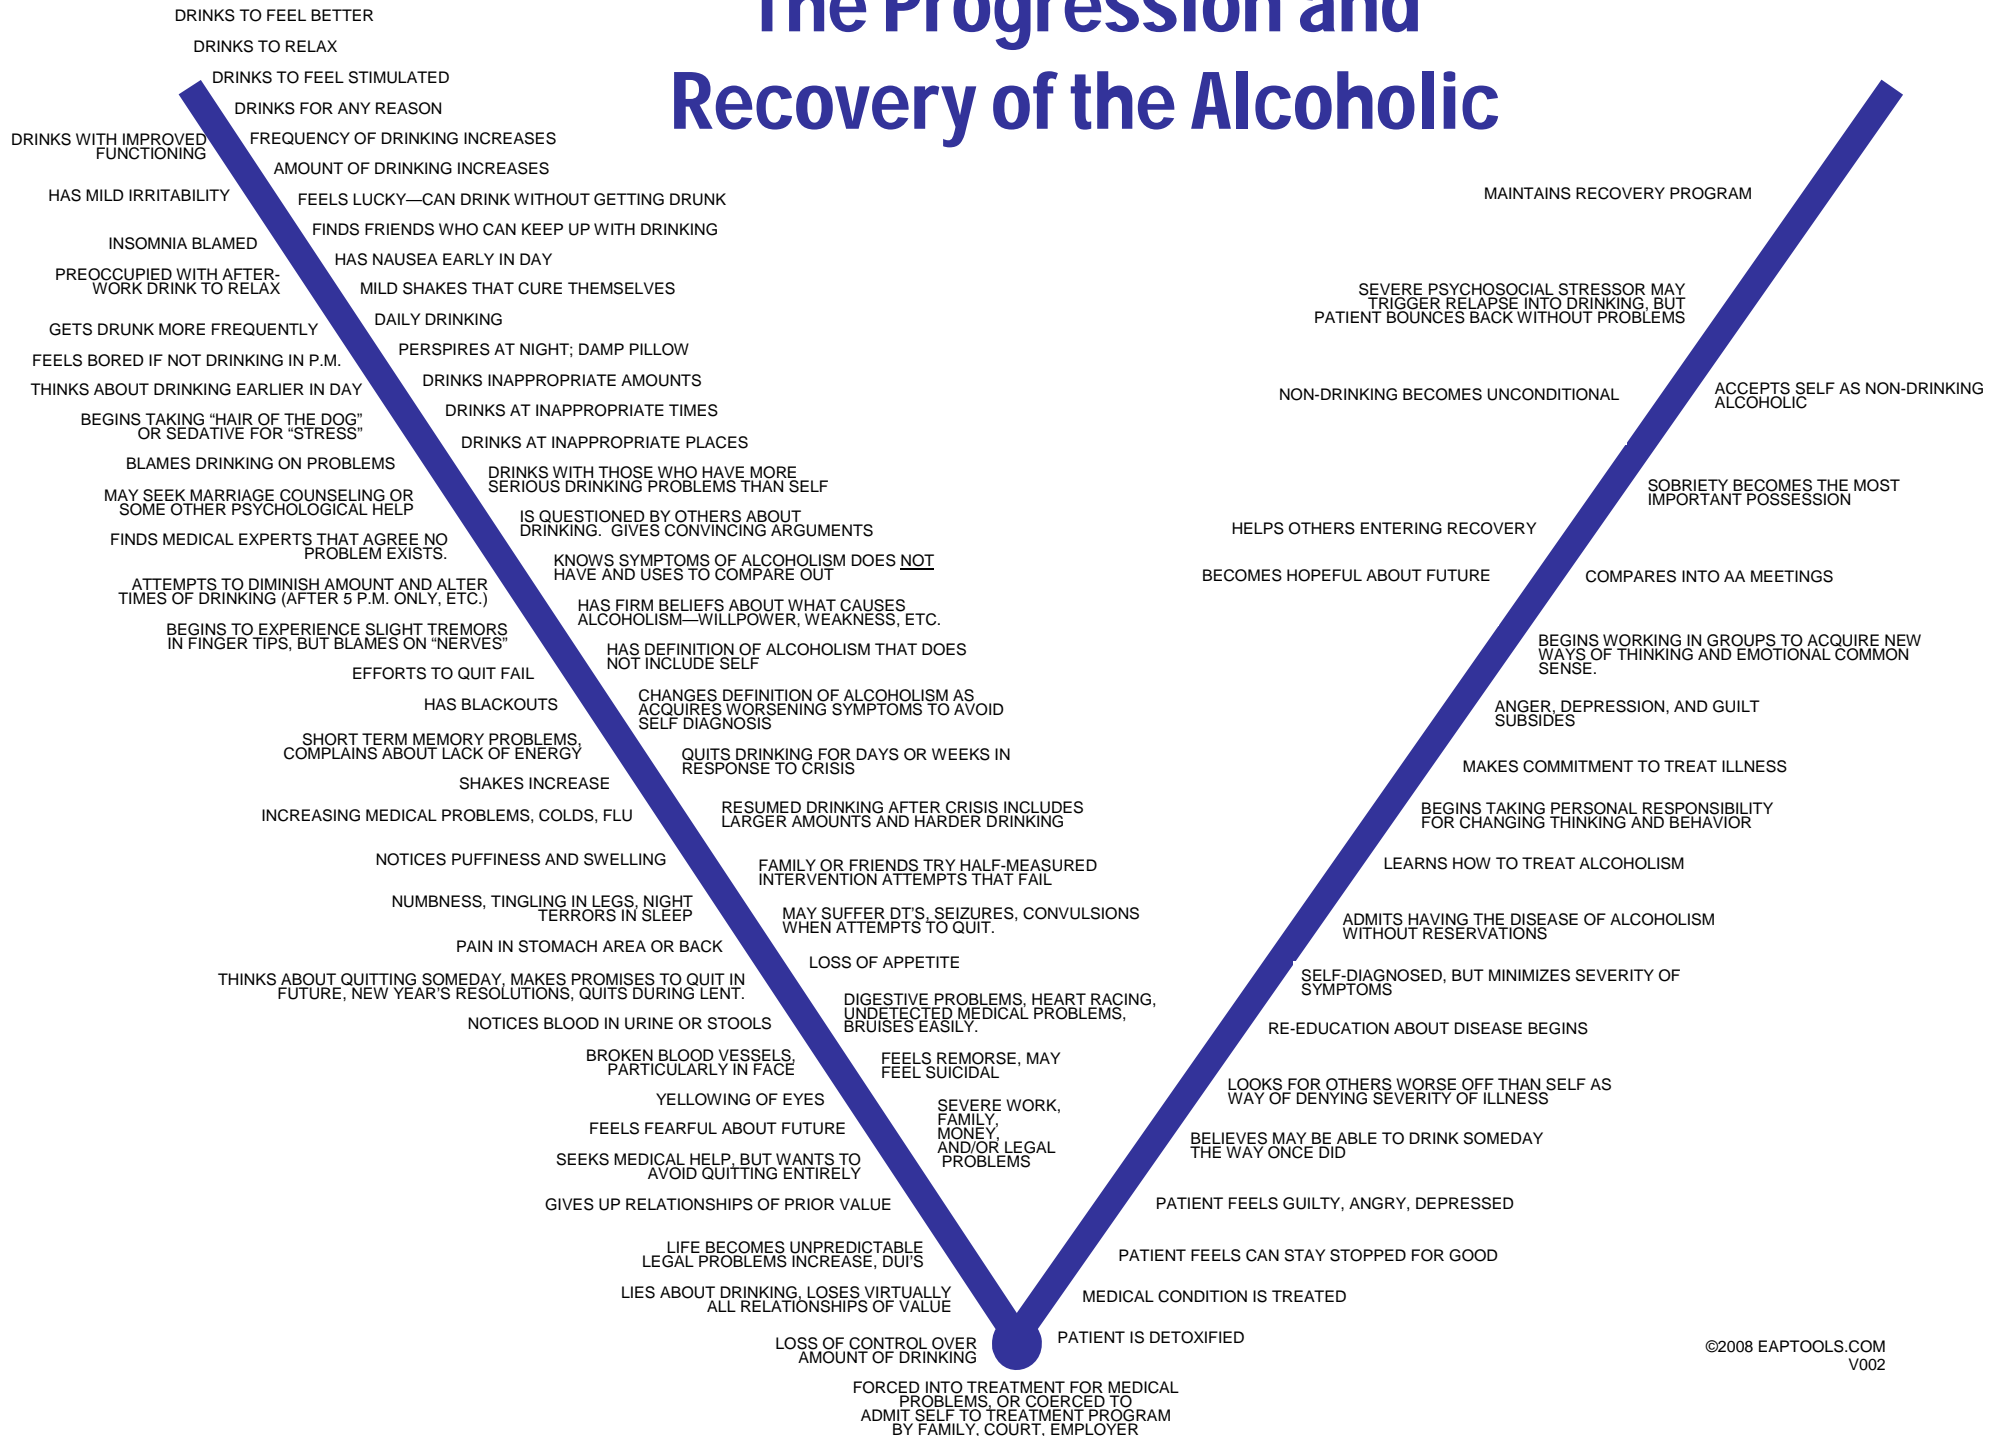 The Progression and
Recovery of the Alcoholic
DRINKS TO FEEL BETTER
DRINKS TO RELAX
DRINKS TO FEEL STIMULATED
DRINKS FOR ANY REASON
FREQUENCY OF DRINKING INCREASES
AMOUNT OF DRINKING INCREASES
FEELS LUCKY—CAN DRINK WITHOUT GETTING DRUNK
FINDS FRIENDS WHO CAN KEEP UP WITH DRINKING
HAS NAUSEA EARLY IN DAY
MILD SHAKES THAT CURE THEMSELVES
DAILY DRINKING
PERSPIRES AT NIGHT; DAMP PILLOW
DRINKS INAPPROPRIATE AMOUNTS
DRINKS AT INAPPROPRIATE TIMES
DRINKS AT INAPPROPRIATE PLACES
DRINKS WITH THOSE WHO HAVE MORE
SERIOUS DRINKING PROBLEMS THAN SELF
IS QUESTIONED BY OTHERS ABOUT
DRINKING. GIVES CONVINCING ARGUMENTS
KNOWS SYMPTOMS OF ALCOHOLISM DOES NOT
HAVE AND USES TO COMPARE OUT
HAS FIRM BELIEFS ABOUT WHAT CAUSES
ALCOHOLISM—WILLPOWER, WEAKNESS, ETC.
HAS DEFINITION OF ALCOHOLISM THAT DOES
NOT INCLUDE SELF
CHANGES DEFINITION OF ALCOHOLISM AS
ACQUIRES WORSENING SYMPTOMS TO AVOID
SELF DIAGNOSIS
QUITS DRINKING FOR DAYS OR WEEKS IN
RESPONSE TO CRISIS
RESUMED DRINKING AFTER CRISIS INCLUDES
LARGER AMOUNTS AND HARDER DRINKING
FAMILY OR FRIENDS TRY HALF-MEASURED
INTERVENTION ATTEMPTS THAT FAIL
MAY SUFFER DT'S, SEIZURES, CONVULSIONS
WHEN ATTEMPTS TO QUIT.
LOSS OF APPETITE
DIGESTIVE PROBLEMS, HEART RACING,
UNDETECTED MEDICAL PROBLEMS,
BRUISES EASILY.
FEELS REMORSE, MAY
FEEL SUICIDAL
SEVERE WORK,
FAMILY,
MONEY,
AND/OR LEGAL
PROBLEMS
DRINKS WITH IMPROVED
FUNCTIONING
HAS MILD IRRITABILITY
INSOMNIA BLAMED
PREOCCUPIED WITH AFTER-
WORK DRINK TO RELAX
GETS DRUNK MORE FREQUENTLY
FEELS BORED IF NOT DRINKING IN P.M.
THINKS ABOUT DRINKING EARLIER IN DAY
BEGINS TAKING “HAIR OF THE DOG”
OR SEDATIVE FOR “STRESS”
BLAMES DRINKING ON PROBLEMS
MAY SEEK MARRIAGE COUNSELING OR
SOME OTHER PSYCHOLOGICAL HELP
FINDS MEDICAL EXPERTS THAT AGREE NO
PROBLEM EXISTS.
ATTEMPTS TO DIMINISH AMOUNT AND ALTER
TIMES OF DRINKING (AFTER 5 P.M. ONLY, ETC.)
BEGINS TO EXPERIENCE SLIGHT TREMORS
IN FINGER TIPS, BUT BLAMES ON “NERVES”
EFFORTS TO QUIT FAIL
HAS BLACKOUTS
SHORT TERM MEMORY PROBLEMS,
COMPLAINS ABOUT LACK OF ENERGY
SHAKES INCREASE
INCREASING MEDICAL PROBLEMS, COLDS, FLU
NOTICES PUFFINESS AND SWELLING
NUMBNESS, TINGLING IN LEGS, NIGHT
TERRORS IN SLEEP
PAIN IN STOMACH AREA OR BACK
THINKS ABOUT QUITTING SOMEDAY, MAKES PROMISES TO QUIT IN
FUTURE, NEW YEAR'S RESOLUTIONS, QUITS DURING LENT.
NOTICES BLOOD IN URINE OR STOOLS
BROKEN BLOOD VESSELS,
PARTICULARLY IN FACE
YELLOWING OF EYES
FEELS FEARFUL ABOUT FUTURE
SEEKS MEDICAL HELP, BUT WANTS TO
AVOID QUITTING ENTIRELY
GIVES UP RELATIONSHIPS OF PRIOR VALUE
LIFE BECOMES UNPREDICTABLE
LEGAL PROBLEMS INCREASE, DUI'S
LIES ABOUT DRINKING, LOSES VIRTUALLY
ALL RELATIONSHIPS OF VALUE
LOSS OF CONTROL OVER
AMOUNT OF DRINKING
FORCED INTO TREATMENT FOR MEDICAL
PROBLEMS, OR COERCED TO
ADMIT SELF TO TREATMENT PROGRAM
BY FAMILY, COURT, EMPLOYER
MAINTAINS RECOVERY PROGRAM
SEVERE PSYCHOSOCIAL STRESSOR MAY
TRIGGER RELAPSE INTO DRINKING, BUT
PATIENT BOUNCES BACK WITHOUT PROBLEMS
NON-DRINKING BECOMES UNCONDITIONAL
ACCEPTS SELF AS NON-DRINKING
ALCOHOLIC
SOBRIETY BECOMES THE MOST
IMPORTANT POSSESSION
HELPS OTHERS ENTERING RECOVERY
BECOMES HOPEFUL ABOUT FUTURE
COMPARES INTO AA MEETINGS
BEGINS WORKING IN GROUPS TO ACQUIRE NEW
WAYS OF THINKING AND EMOTIONAL COMMON
SENSE.
ANGER, DEPRESSION, AND GUILT
SUBSIDES
MAKES COMMITMENT TO TREAT ILLNESS
BEGINS TAKING PERSONAL RESPONSIBILITY
FOR CHANGING THINKING AND BEHAVIOR
LEARNS HOW TO TREAT ALCOHOLISM
ADMITS HAVING THE DISEASE OF ALCOHOLISM
WITHOUT RESERVATIONS
SELF-DIAGNOSED, BUT MINIMIZES SEVERITY OF
SYMPTOMS
RE-EDUCATION ABOUT DISEASE BEGINS
LOOKS FOR OTHERS WORSE OFF THAN SELF AS
WAY OF DENYING SEVERITY OF ILLNESS
BELIEVES MAY BE ABLE TO DRINK SOMEDAY
THE WAY ONCE DID
PATIENT FEELS GUILTY, ANGRY, DEPRESSED
PATIENT FEELS CAN STAY STOPPED FOR GOOD
MEDICAL CONDITION IS TREATED
PATIENT IS DETOXIFIED
©2008 EAPTOOLS.COM
V002